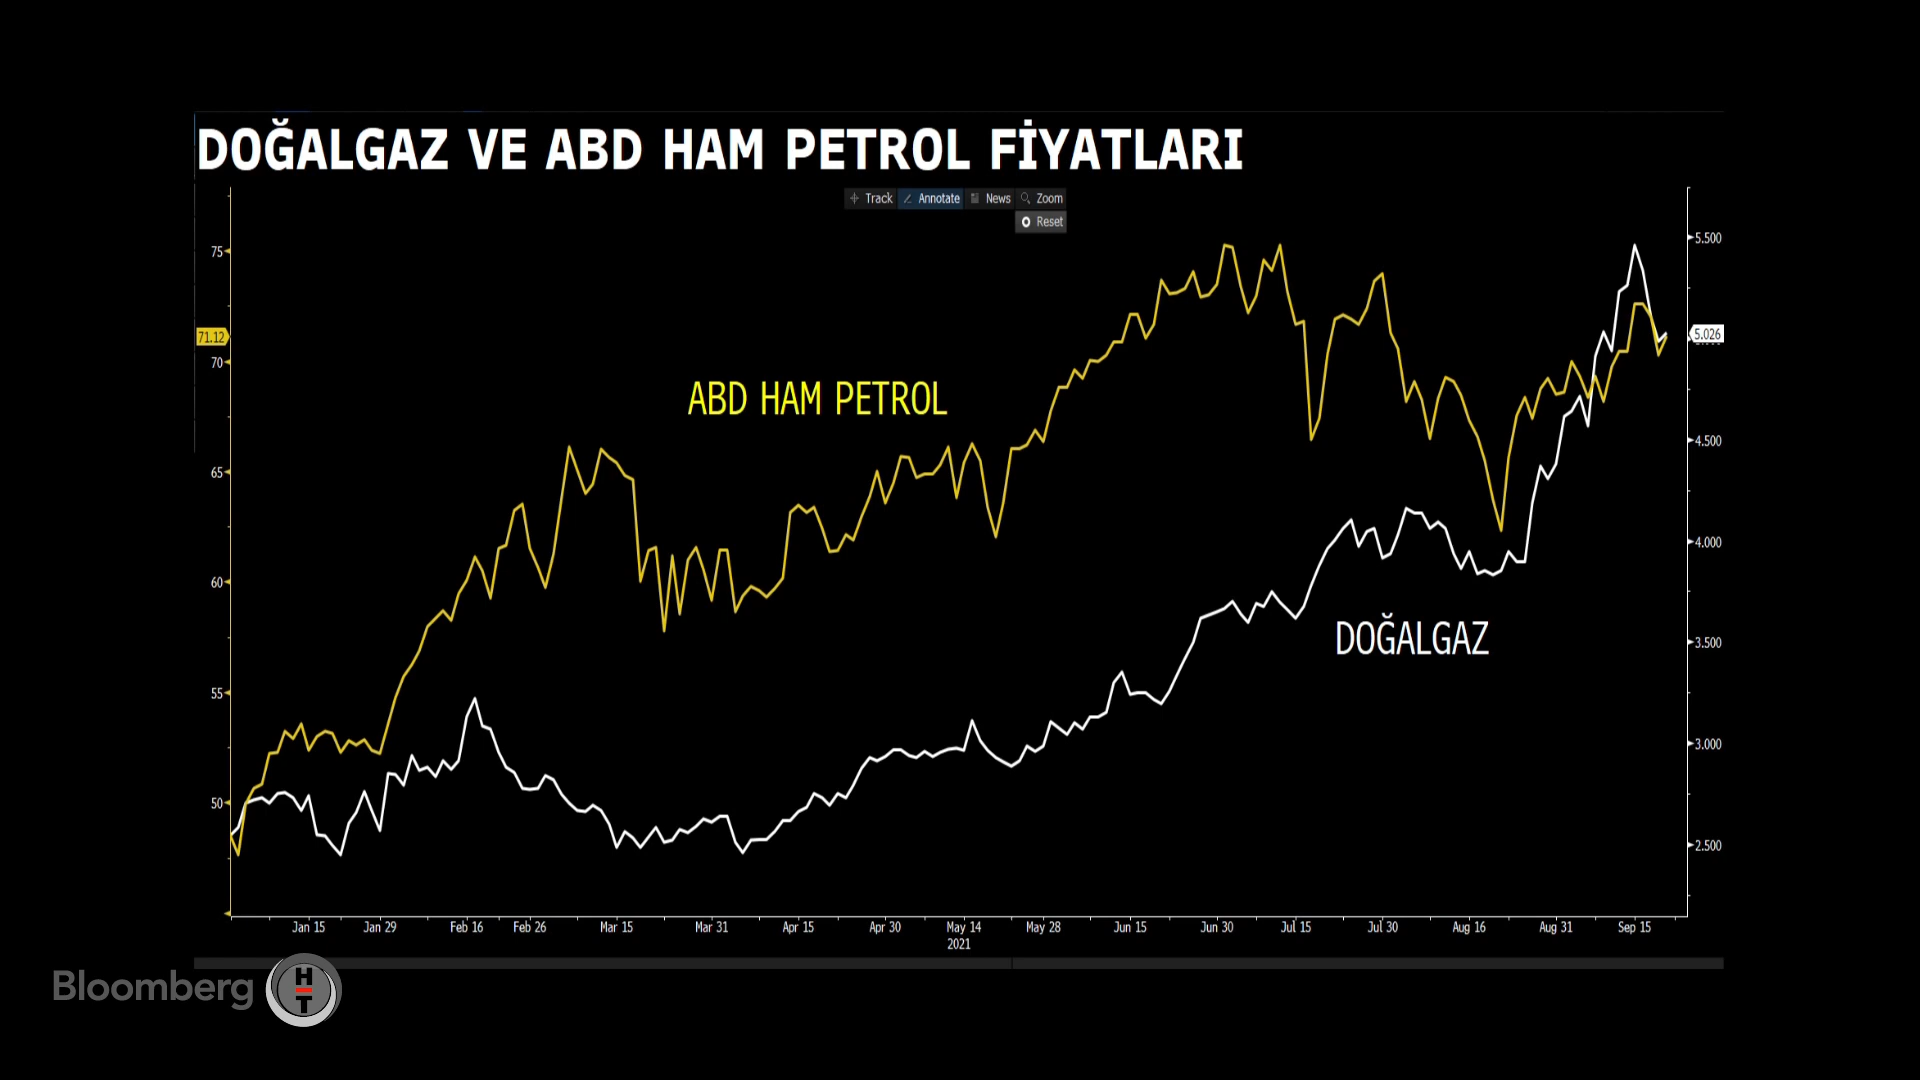 DOĞALGAZ VE ABD HAM PETROL FİYATLARI
Track Annotate News Zoom
Reset
75
71.12
70
65
60
55
50
ABD HAM PETROL
DOĞALGAZ
5.500
5.026
4.500
4.000
3.500
3.000
2.500
Jan 15 Jan 29 Feb 16 Feb 26 Mar 15 Mar 31 Apr 15 Apr 30 May 14 May 28 Jun 15 Jun 30 Jul 15 Jul 30 Aug 16 Aug 31 Sep 15
2021
Bloomberg HT